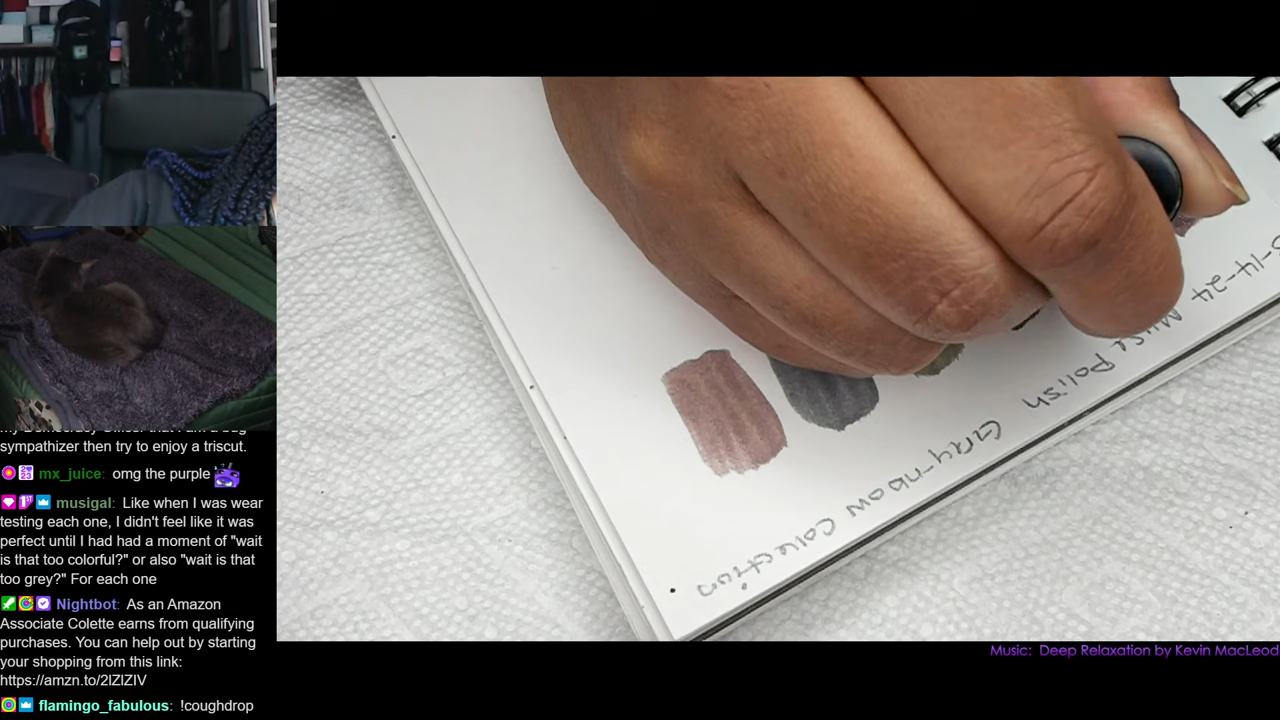 sympathizer then try to enjoy a triscut.
mx_juice: omg the purple
musigal: Like when I was wear
testing each one, I didn't feel like it was
perfect until I had had a moment of "wait
is that too colorful?" or also "wait is that
too grey?" For each one
Nightbot: As an Amazon
Associate Colette earns from qualifying
purchases. You can help out by starting
your shopping from this link:
https://amzn.to/2lZlZIV
flamingo_fabulous: !coughdrop
-14-24
Polish
Gray-nbow Collection
Music: Deep Relaxation by Kevin MacLeod